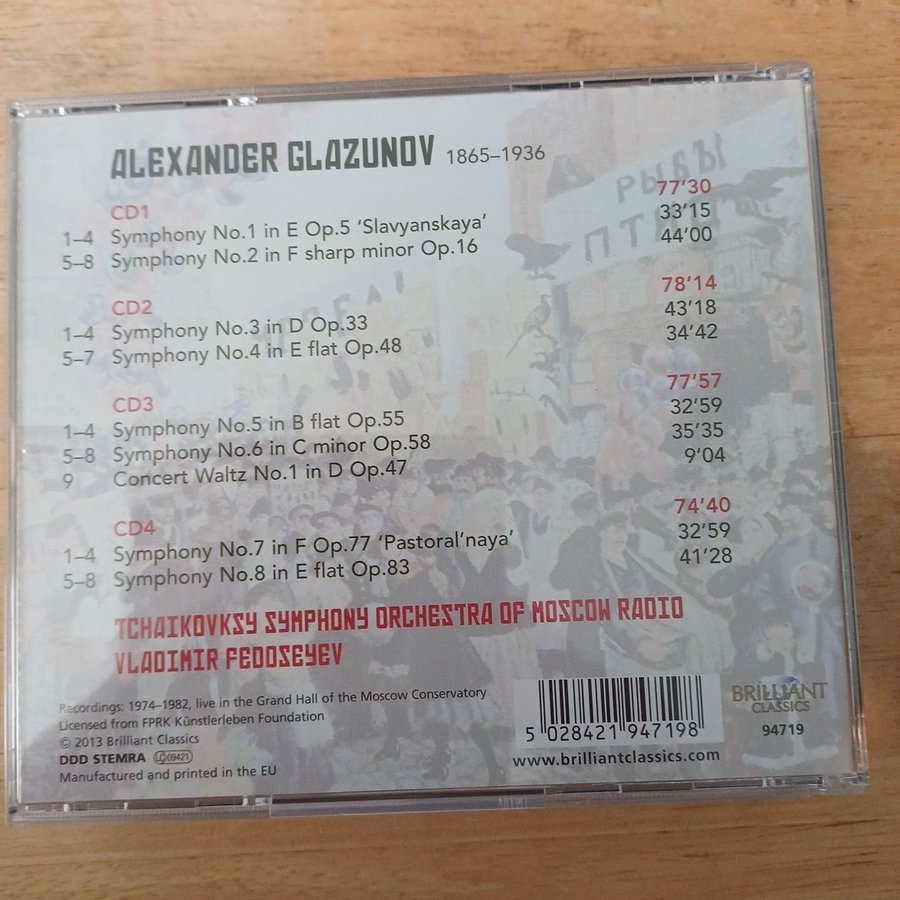 ALEXANDER GLAZUNOV 1865–1936
CD1 77'30
1–4 Symphony No.1 in E Op.5 ‘Slavyanskaya’ 33'15
5–8 Symphony No.2 in F sharp minor Op.16 44'00
CD2 78'14
1–4 Symphony No.3 in D Op.33 43'18
5–7 Symphony No.4 in E flat Op.48 34'42
CD3 77'57
1–4 Symphony No.5 in B flat Op.55 32'59
5–8 Symphony No.6 in C minor Op.58 35'35
9 Concert Waltz No.1 in D Op.47 9'04
CD4 74'40
1–4 Symphony No.7 in F Op.77 ‘Pastoral'naya’ 32'59
5–8 Symphony No.8 in E flat Op.83 41'28
TCHAIKOVKSY SYMPHONY ORCHESTRA OF MOSCOW RADIO
VLADIMIR FEDOSEYEV
Recordings: 1974–1982, live in the Grand Hall of the Moscow Conservatory
Licensed from FPRK Künstlerleben Foundation
© 2013 Brilliant Classics
DDD STEMRA LC 09421
Manufactured and printed in the EU
5 028421 947198
www.brilliantclassics.com
BRILLIANT
CLASSICS
94719
РЫБЫ